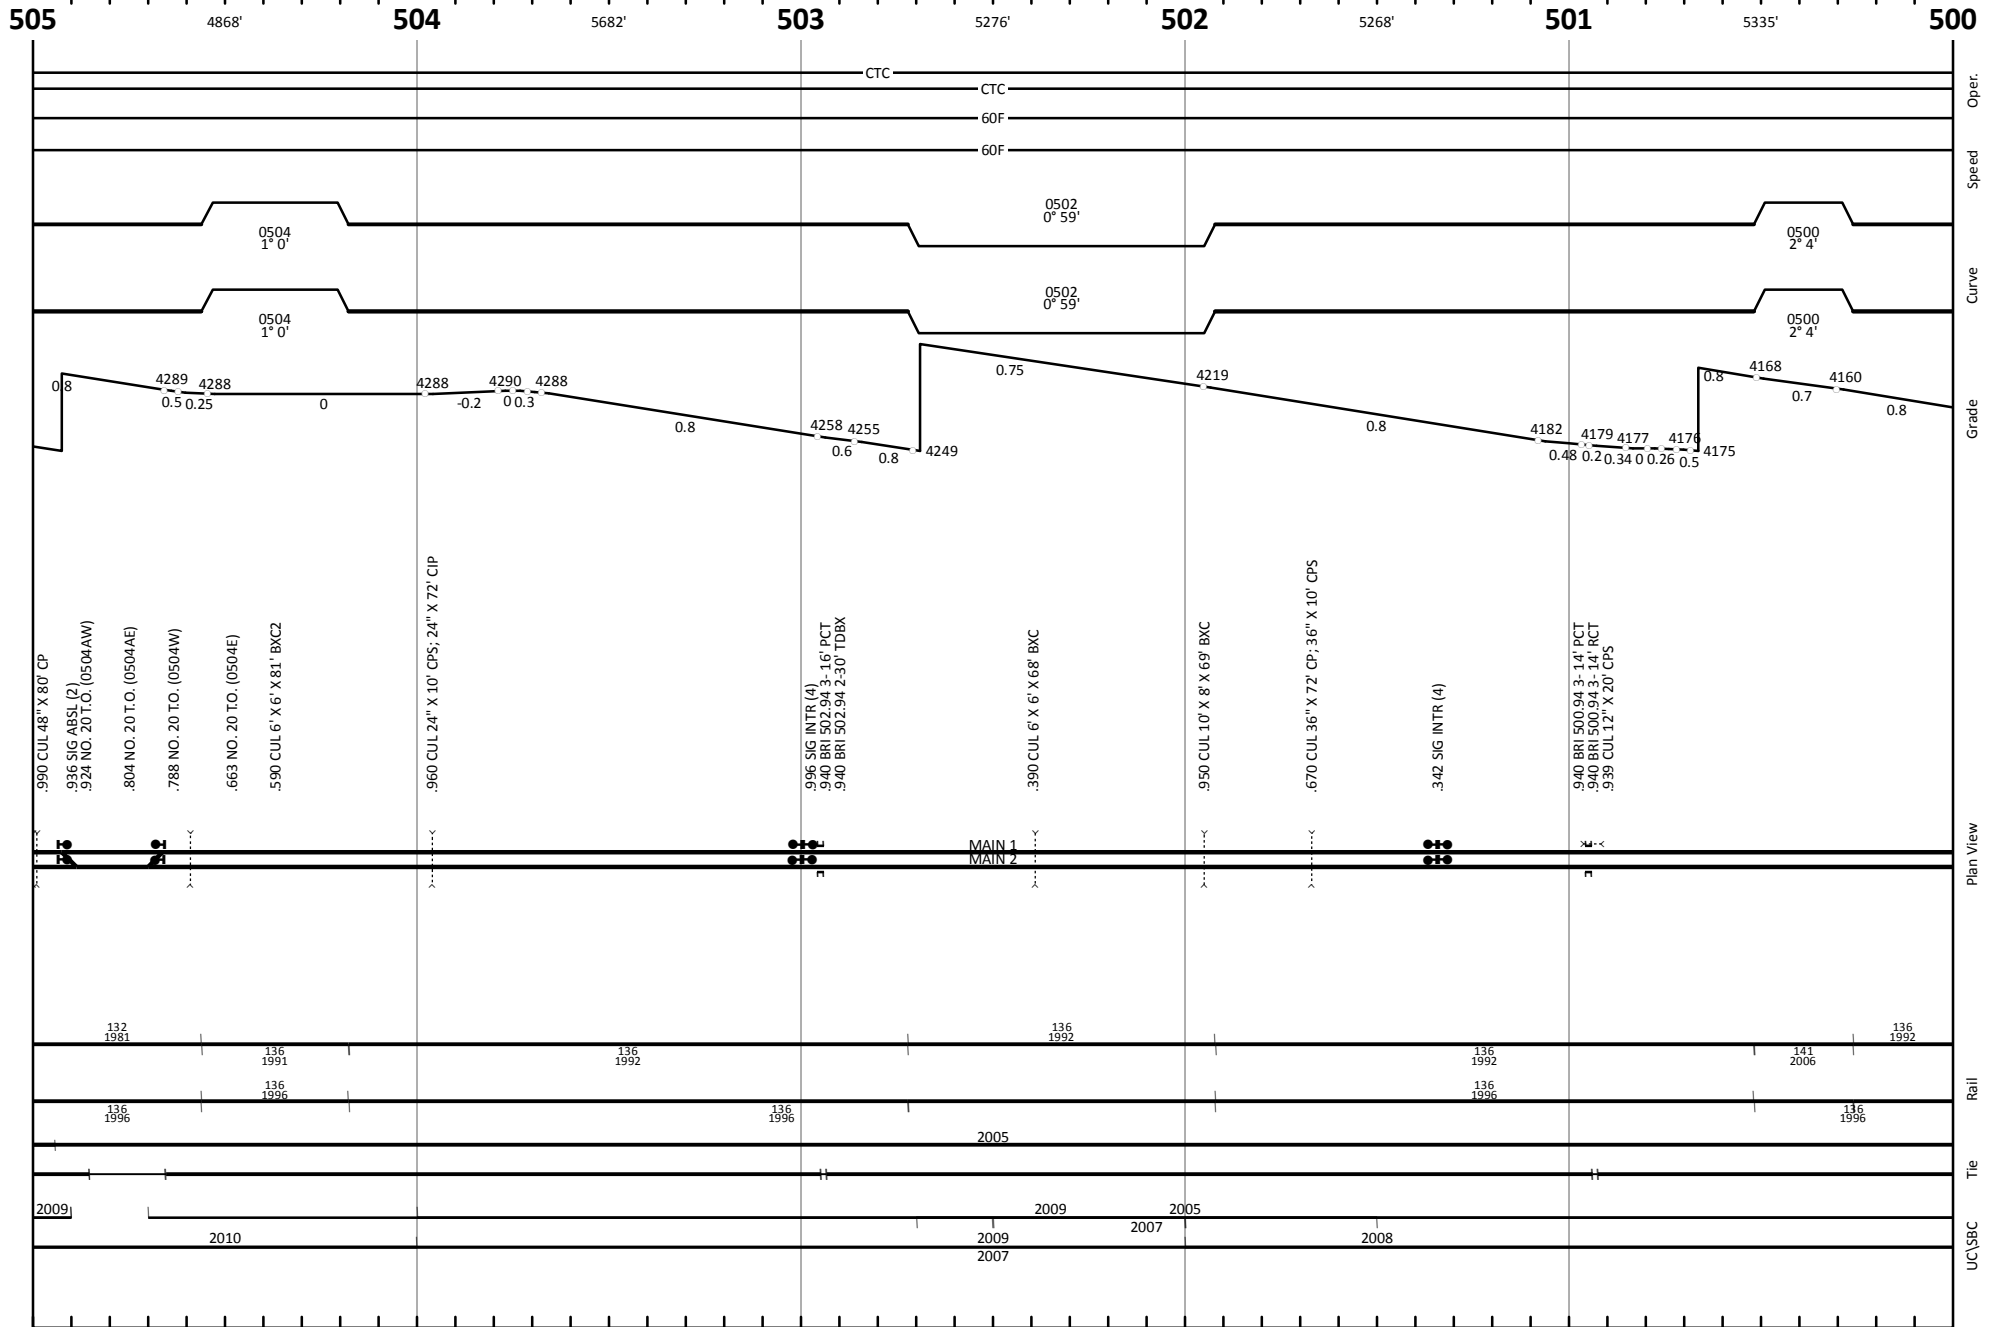 505 4868' 504 5682' 503 5276' 502 5268' 501 5335' 500
CTC
CTC
Oper.
60F
60F
Speed
0504
1° 0'
0502
0° 59'
0500
2° 4'
Curve
0504
1° 0'
0502
0° 59'
0500
2° 4'
0.8 4289 0.5 0.25 4288 0 4288 -0.2 4290 0 0.3 4288 0.8 4258 0.6 4255 0.8 4249 0.75 4219 0.8 4182 0.48 4179 0.2 4177 0.34 0 0.26 4176 0.5 4175 0.8 4168 0.7 4160 0.8
Grade
.990 CUL 48" X 80' CP
.936 SIG ABSL (2)
.924 NO. 20 T.O. (0504AW)
.804 NO. 20 T.O. (0504AE)
.788 NO. 20 T.O. (0504W)
.663 NO. 20 T.O. (0504E)
.590 CUL 6' X 6' X 81' BXC2
.960 CUL 24" X 10' CPS; 24" X 72' CIP
.996 SIG INTR (4)
.940 BRI 502.94 3- 16' PCT
.940 BRI 502.94 2-30' TDBX
.390 CUL 6' X 6' X 68' BXC
.950 CUL 10' X 8' X 69' BXC
.670 CUL 36" X 72' CP; 36" X 10' CPS
.342 SIG INTR (4)
.940 BRI 500.94 3- 14' PCT
.940 BRI 500.94 3- 14' RCT
.939 CUL 12" X 20' CPS
MAIN 1
MAIN 2
Plan View
132
1981
136
1991
136
1992
136
1992
136
1992
141
2006
136
1992
136
1996
136
1996
136
1996
136
1996
136
1996
Rail
2005
Tie
2009 2009 2007 2005
2010 2009 2007 2008
UC\SBC